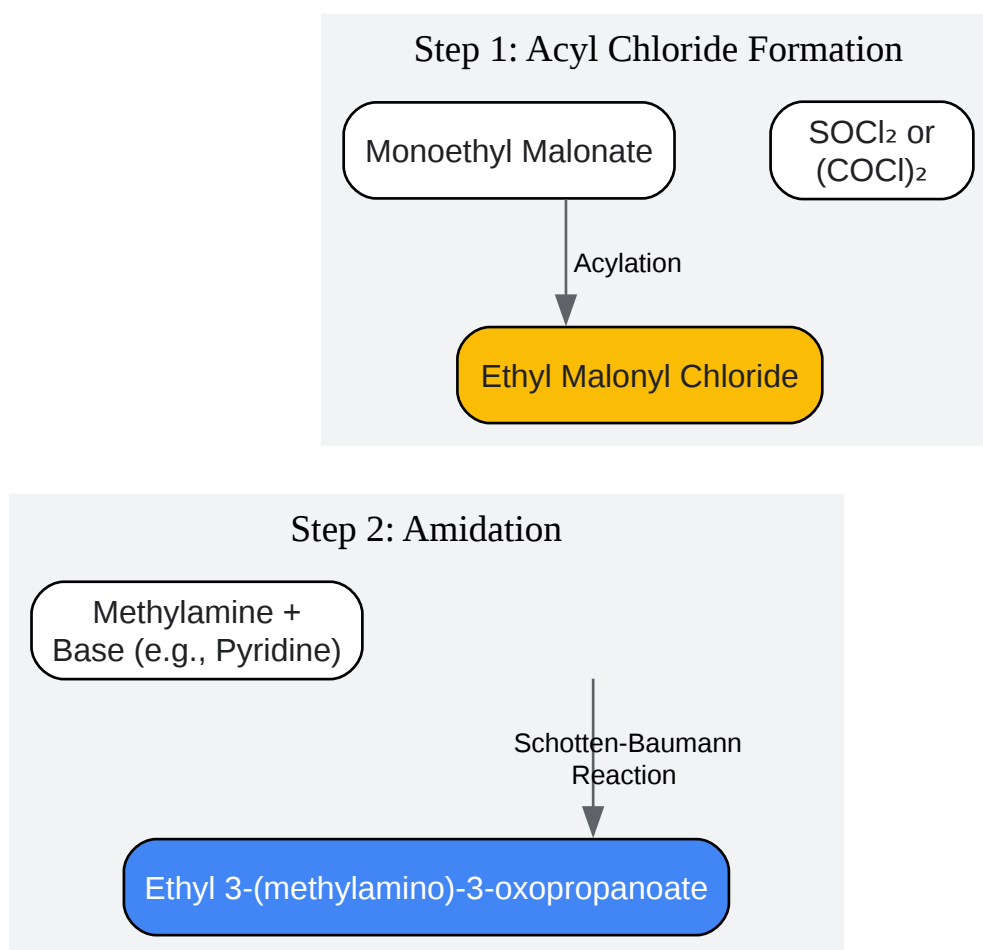 Step 1: Acyl Chloride Formation
Monoethyl Malonate
SOCl₂ or
(COCl)₂
Acylation
Ethyl Malonyl Chloride
Step 2: Amidation
Methylamine +
Base (e.g., Pyridine)
Schotten-Baumann
Reaction
Ethyl 3-(methylamino)-3-oxopropanoate